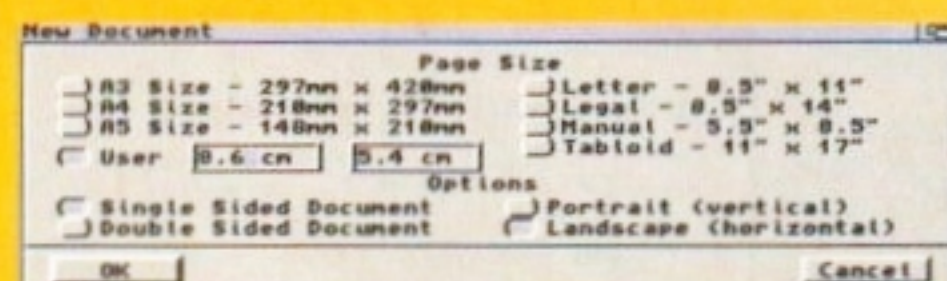 New Document
Page Size
A3 Size - 297mm x 420mm
A4 Size - 210mm x 297mm
A5 Size - 148mm x 210mm
User 8.6 cm 5.4 cm
Letter - 8.5" x 11"
Legal - 8.5" x 14"
Manual - 5.5" x 8.5"
Tabloid - 11" x 17"
Options
Single Sided Document
Double Sided Document
Portrait (vertical)
Landscape (horizontal)
OK
Cancel